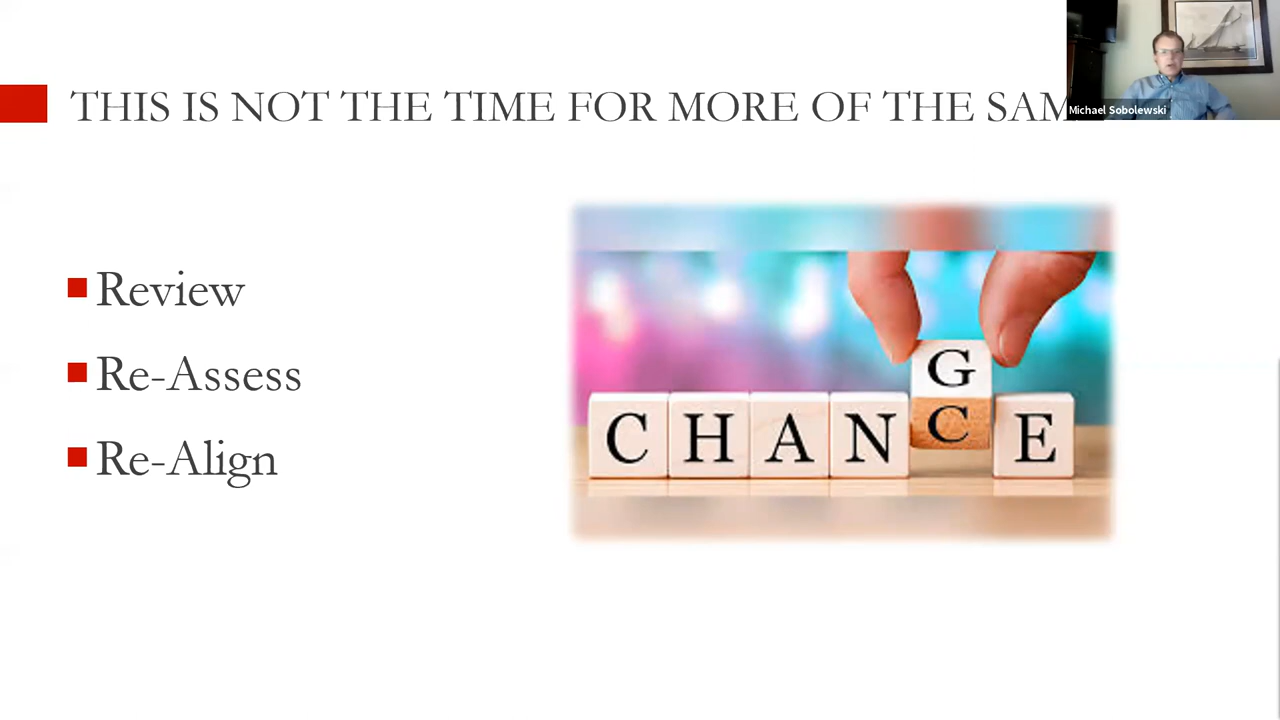 THIS IS NOT THE TIME FOR MORE OF THE SAM
Michael Sobolewski
Review
Re-Assess
Re-Align
G
CHANCE